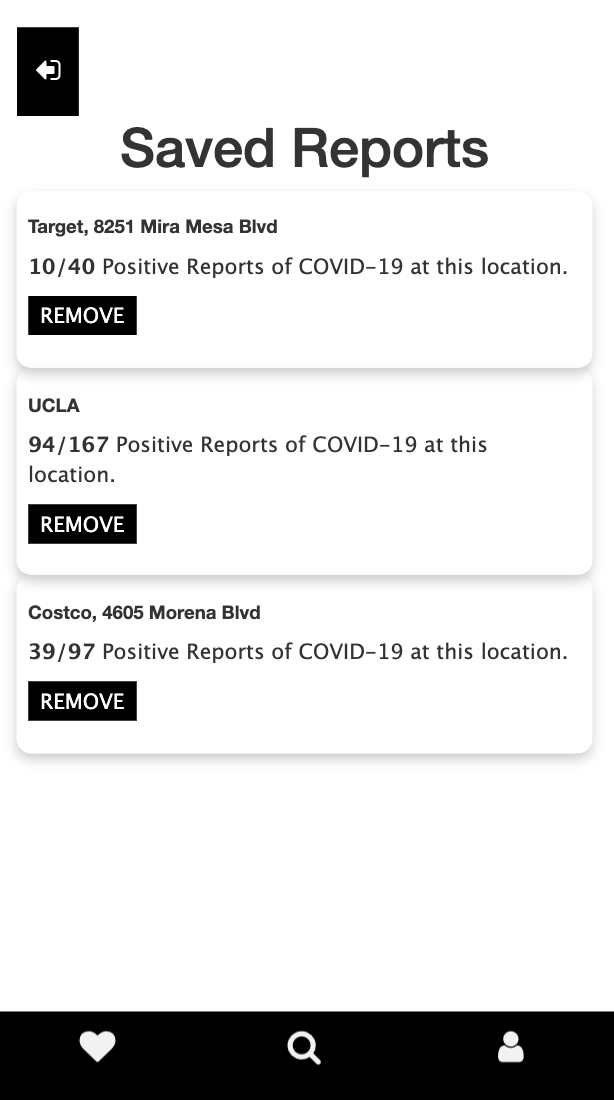 Saved Reports
Target, 8251 Mira Mesa Blvd
10/40 Positive Reports of COVID-19 at this location.
REMOVE
UCLA
94/167 Positive Reports of COVID-19 at this
location.
REMOVE
Costco, 4605 Morena Blvd
39/97 Positive Reports of COVID-19 at this location.
REMOVE